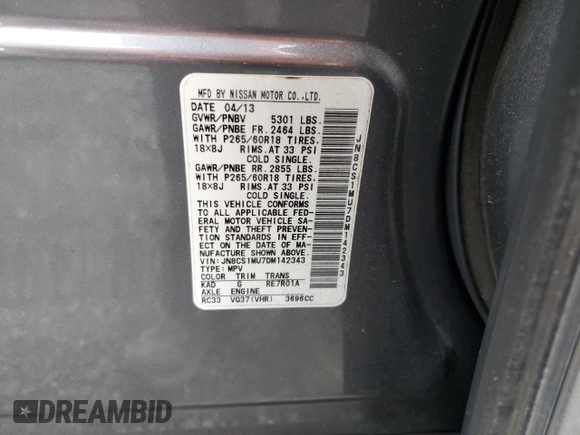 MFD BY NISSAN MOTOR CO.,LTD.
DATE 04/13
GVWR/PNBV 5301 LBS.
GAWR/PNBE FR. 2464 LBS.
WITH P265/60R18 TIRES.
18×8J RIMS. AT 33 PSI
COLD SINGLE.
GAWR/PNBE RR. 2855 LBS.
WITH P265/60R18 TIRES.
18×8J RIMS. AT 33 PSI
COLD SINGLE.
THIS VEHICLE CONFORMS
TO ALL APPLICABLE FED-
ERAL MOTOR VEHICLE SA-
FETY AND THEFT PREVEN-
TION STANDARDS IN EFF-
ECT ON THE DATE OF MA-
NUFACTURE SHOWN ABOVE.
VIN: JN8CS1MU7DM142343
TYPE: MPV
COLOR TRIM TRANS
KAD G RE7R01A
AXLE ENGINE
RC33 VQ37(VHR) 3696CC
JN8CS1MU7DM142343
DREAMBID